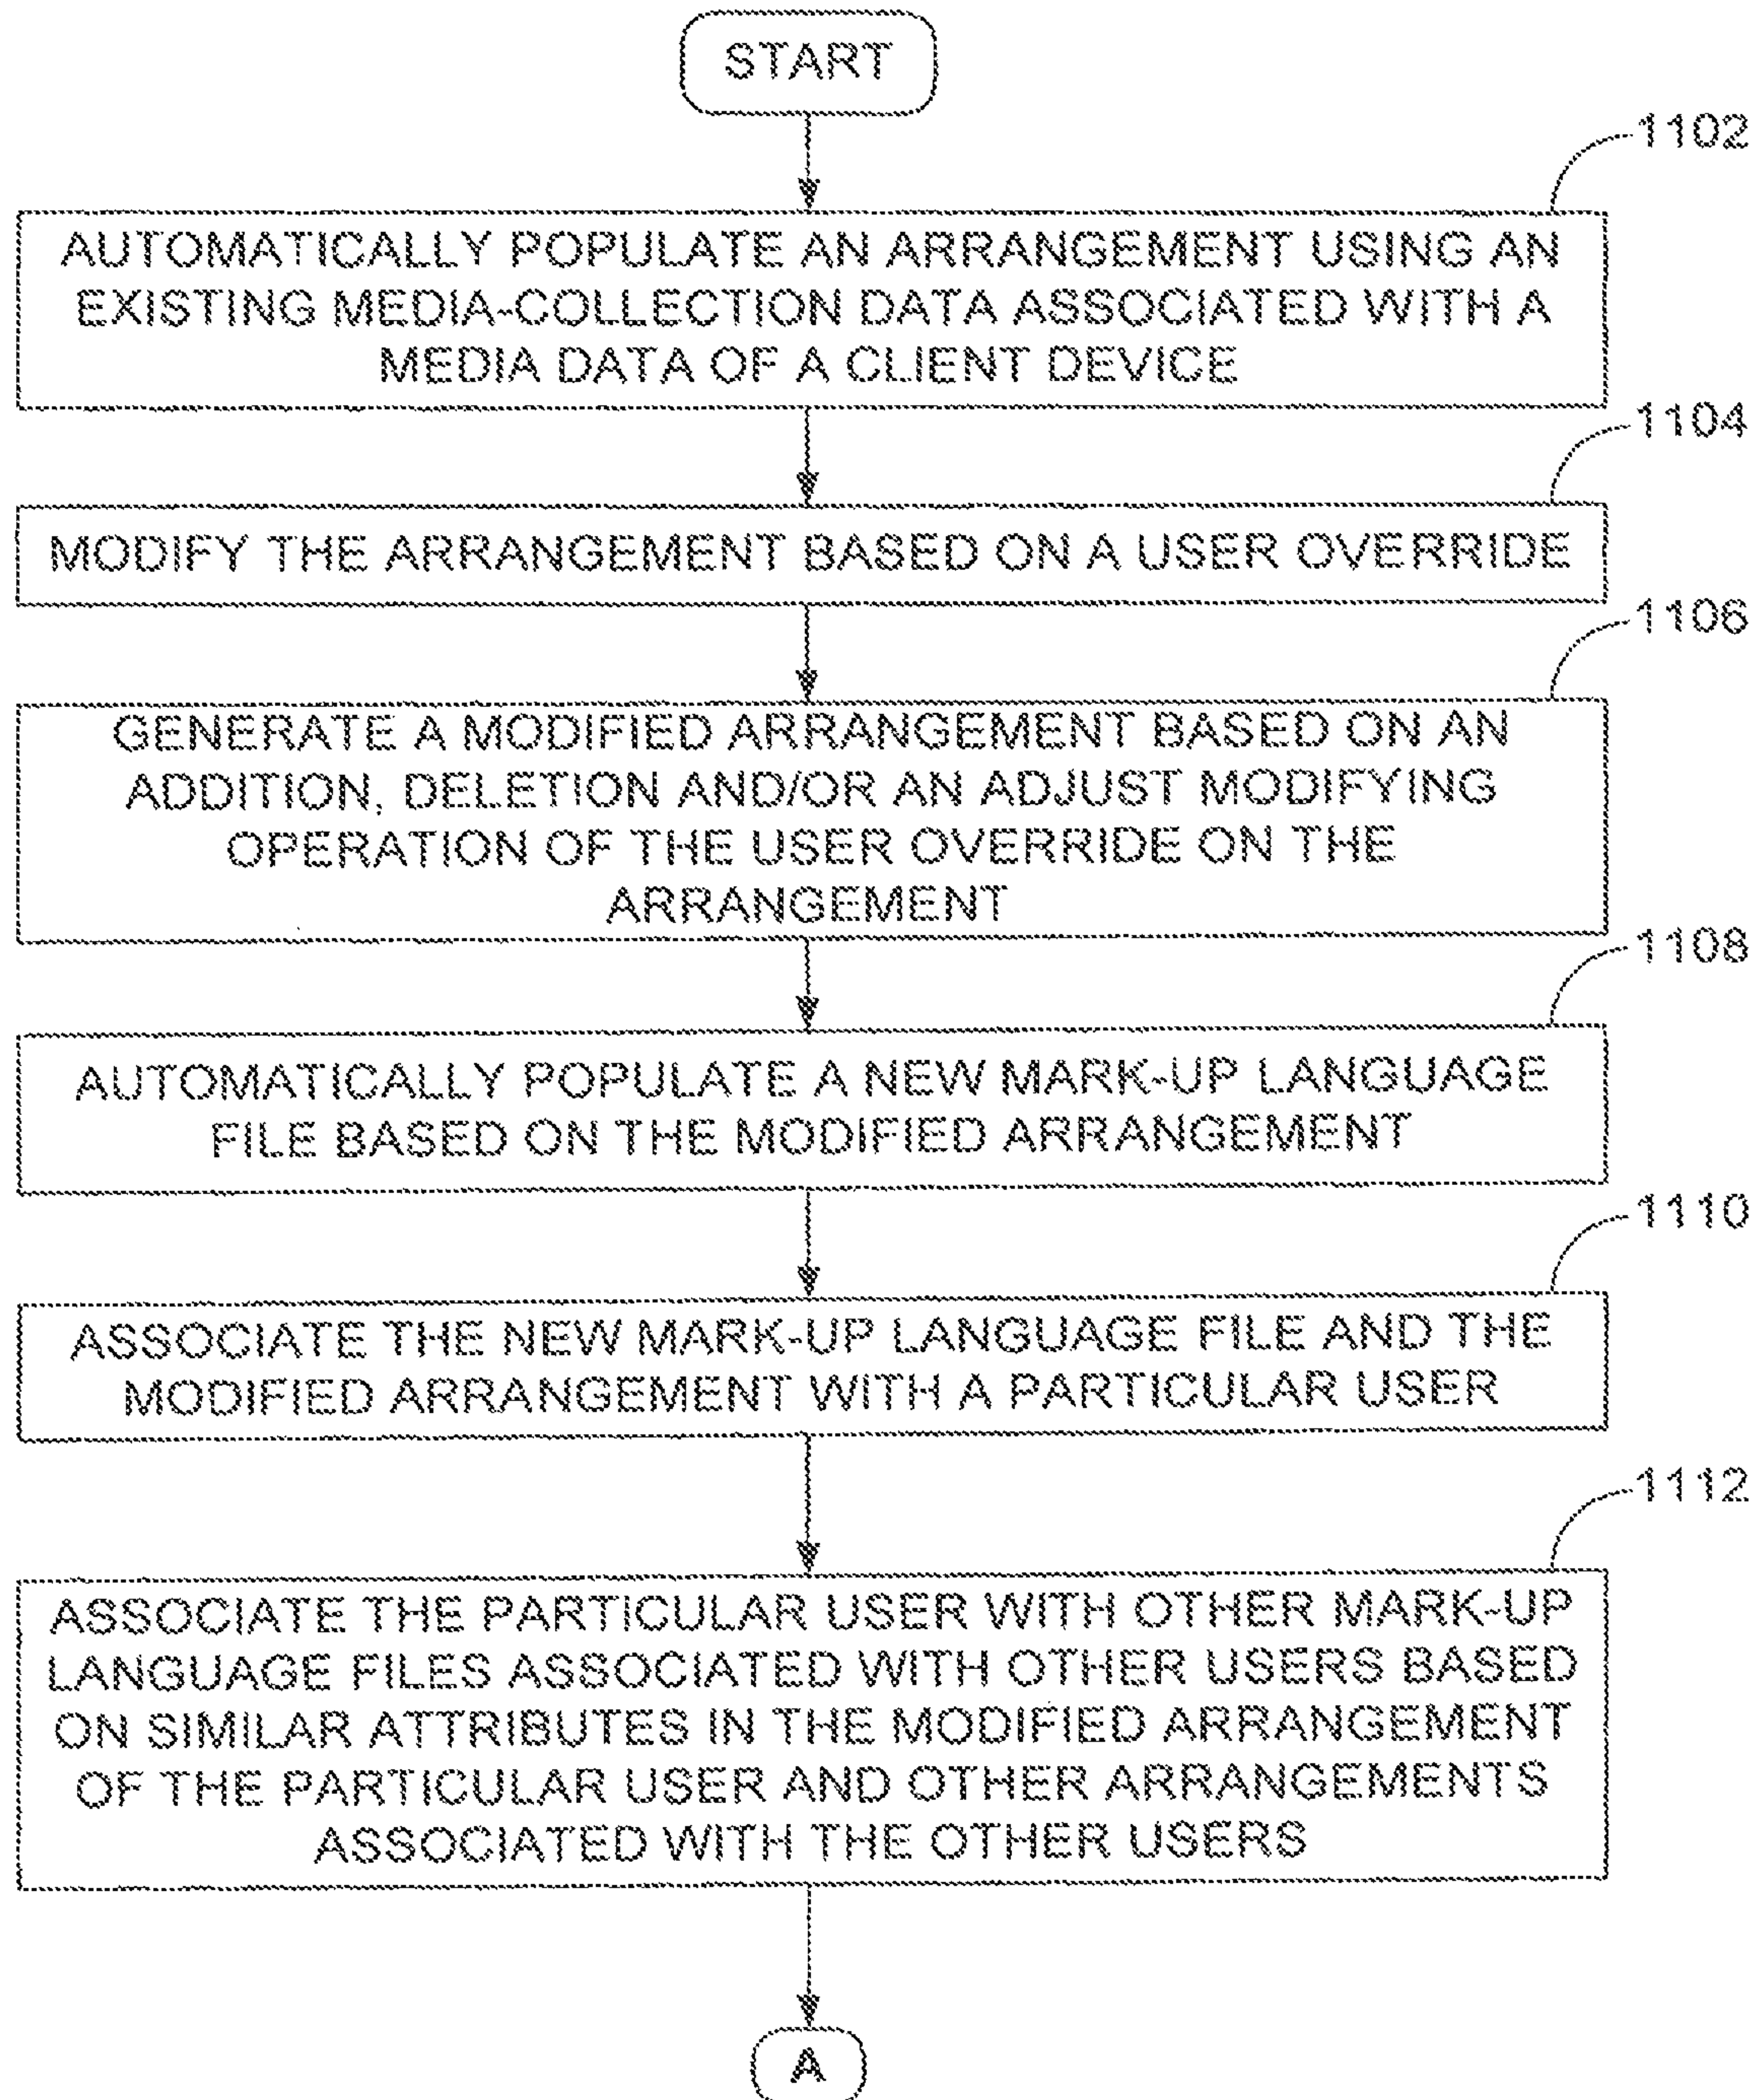 START
1102
AUTOMATICALLY POPULATE AN ARRANGEMENT USING AN
EXISTING MEDIA-COLLECTION DATA ASSOCIATED WITH A
MEDIA DATA OF A CLIENT DEVICE
1104
MODIFY THE ARRANGEMENT BASED ON A USER OVERRIDE
1106
GENERATE A MODIFIED ARRANGEMENT BASED ON AN
ADDITION, DELETION AND/OR AN ADJUST MODIFYING
OPERATION OF THE USER OVERRIDE ON THE
ARRANGEMENT
1108
AUTOMATICALLY POPULATE A NEW MARK-UP LANGUAGE
FILE BASED ON THE MODIFIED ARRANGEMENT
1110
ASSOCIATE THE NEW MARK-UP LANGUAGE FILE AND THE
MODIFIED ARRANGEMENT WITH A PARTICULAR USER
1112
ASSOCIATE THE PARTICULAR USER WITH OTHER MARK-UP
LANGUAGE FILES ASSOCIATED WITH OTHER USERS BASED
ON SIMILAR ATTRIBUTES IN THE MODIFIED ARRANGEMENT
OF THE PARTICULAR USER AND OTHER ARRANGEMENTS
ASSOCIATED WITH THE OTHER USERS
A